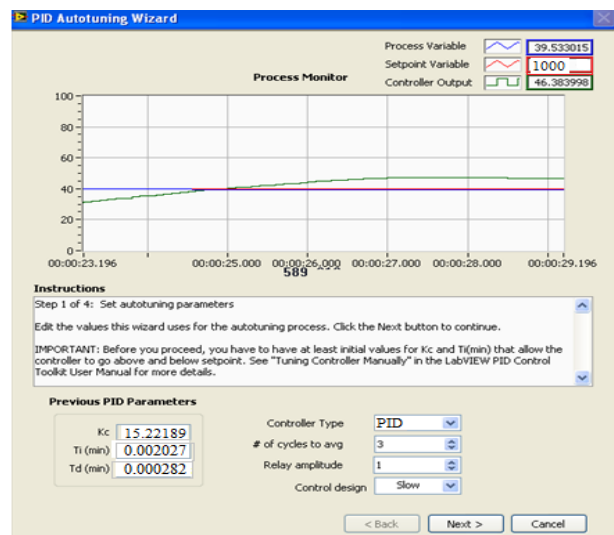 PID Autotuning Wizard
Process Variable 39.533015
Setpoint Variable 1000
Process Monitor
Controller Output 46.383998
100
80
60
40
20
0
00:00:23.196 00:00:25.000 00:00:26.000 00:00:27.000 00:00:28.000 00:00:29.196
589
Instructions
Step 1 of 4: Set autotuning parameters
Edit the values this wizard uses for the autotuning process. Click the Next button to continue.
IMPORTANT: Before you proceed, you have to have at least initial values for Kc and Ti(min) that allow the
controller to go above and below setpoint. See "Tuning Controller Manually" in the LabVIEW PID Control
Toolkit User Manual for more details.
Previous PID Parameters
Kc 15.22189
Ti (min) 0.002027
Td (min) 0.000282
Controller Type PID
# of cycles to avg 3
Relay amplitude 1
Control design Slow
< Back Next > Cancel